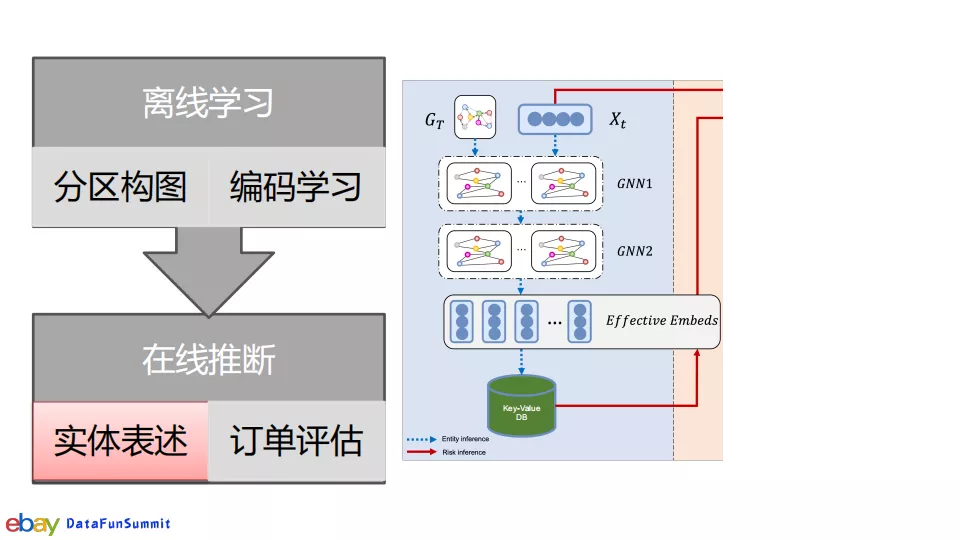 离线学习
分区构图 编码学习
在线推断
实体表述 订单评估
G_T
X_t
GNN1
GNN2
... Effective Embeds
Key-Value
DB
Entity inference
Risk inference
ebay DataFunSummit